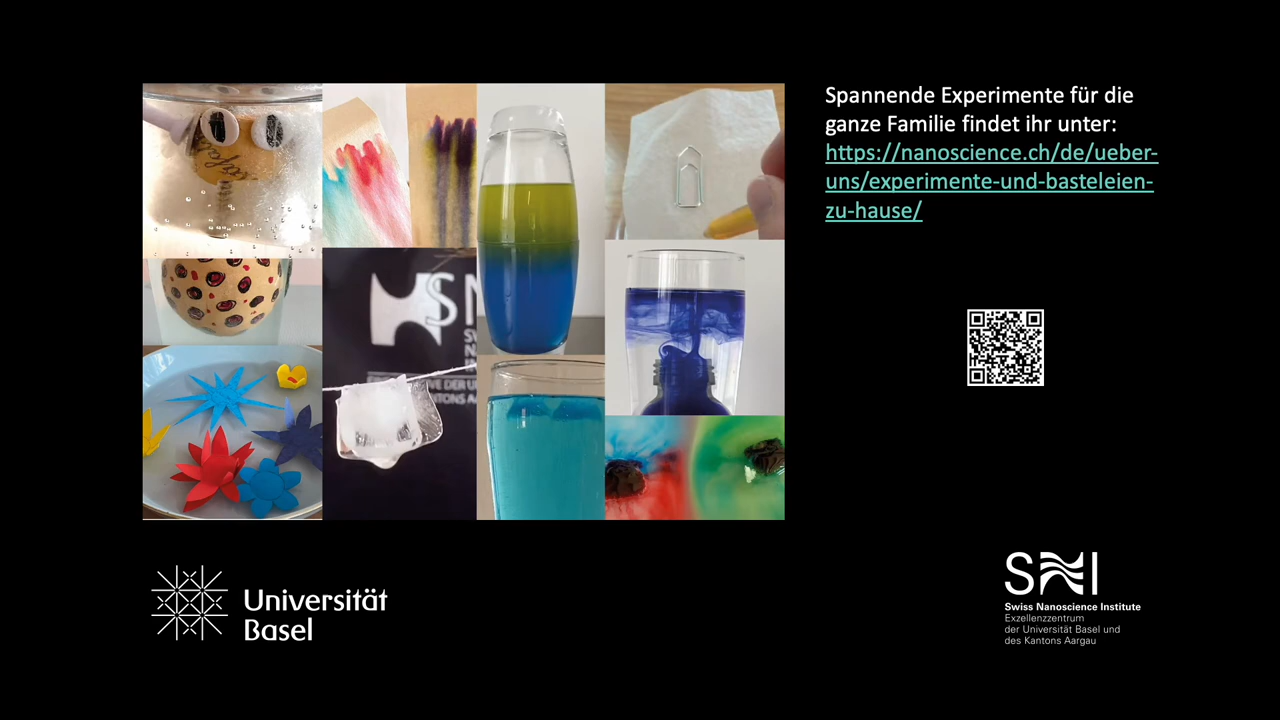 Spannende Experimente für die
ganze Familie findet ihr unter:
https://nanoscience.ch/de/ueber-
uns/experimente-und-basteleien-
zu-hause/
Universität
Basel
SNI
Swiss Nanoscience Institute
Exzellenzzentrum
der Universität Basel und
des Kantons Aargau